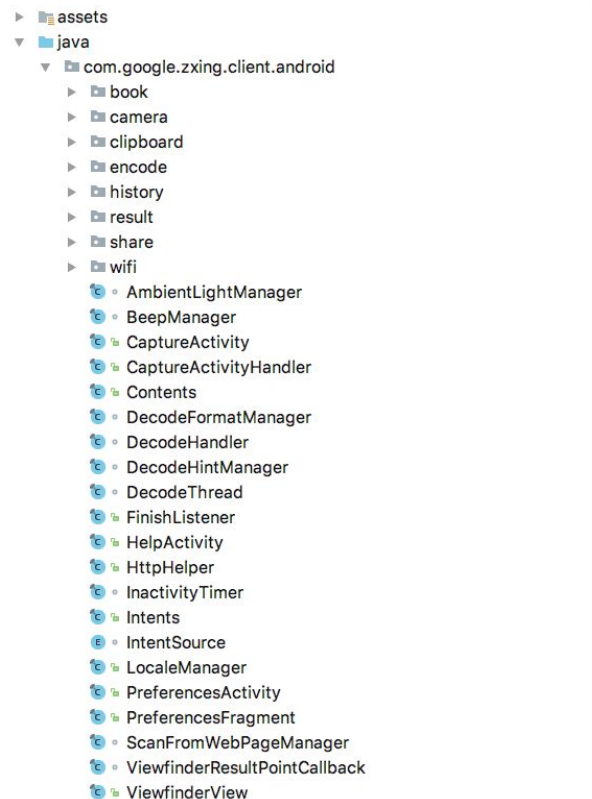 assets
java
com.google.zxing.client.android
book
camera
clipboard
encode
history
result
share
wifi
AmbientLightManager
BeepManager
CaptureActivity
CaptureActivityHandler
Contents
DecodeFormatManager
DecodeHandler
DecodeHintManager
DecodeThread
FinishListener
HelpActivity
HttpHelper
InactivityTimer
Intents
IntentSource
LocaleManager
PreferencesActivity
PreferencesFragment
ScanFromWebPageManager
ViewfinderResultPointCallback
ViewfinderView